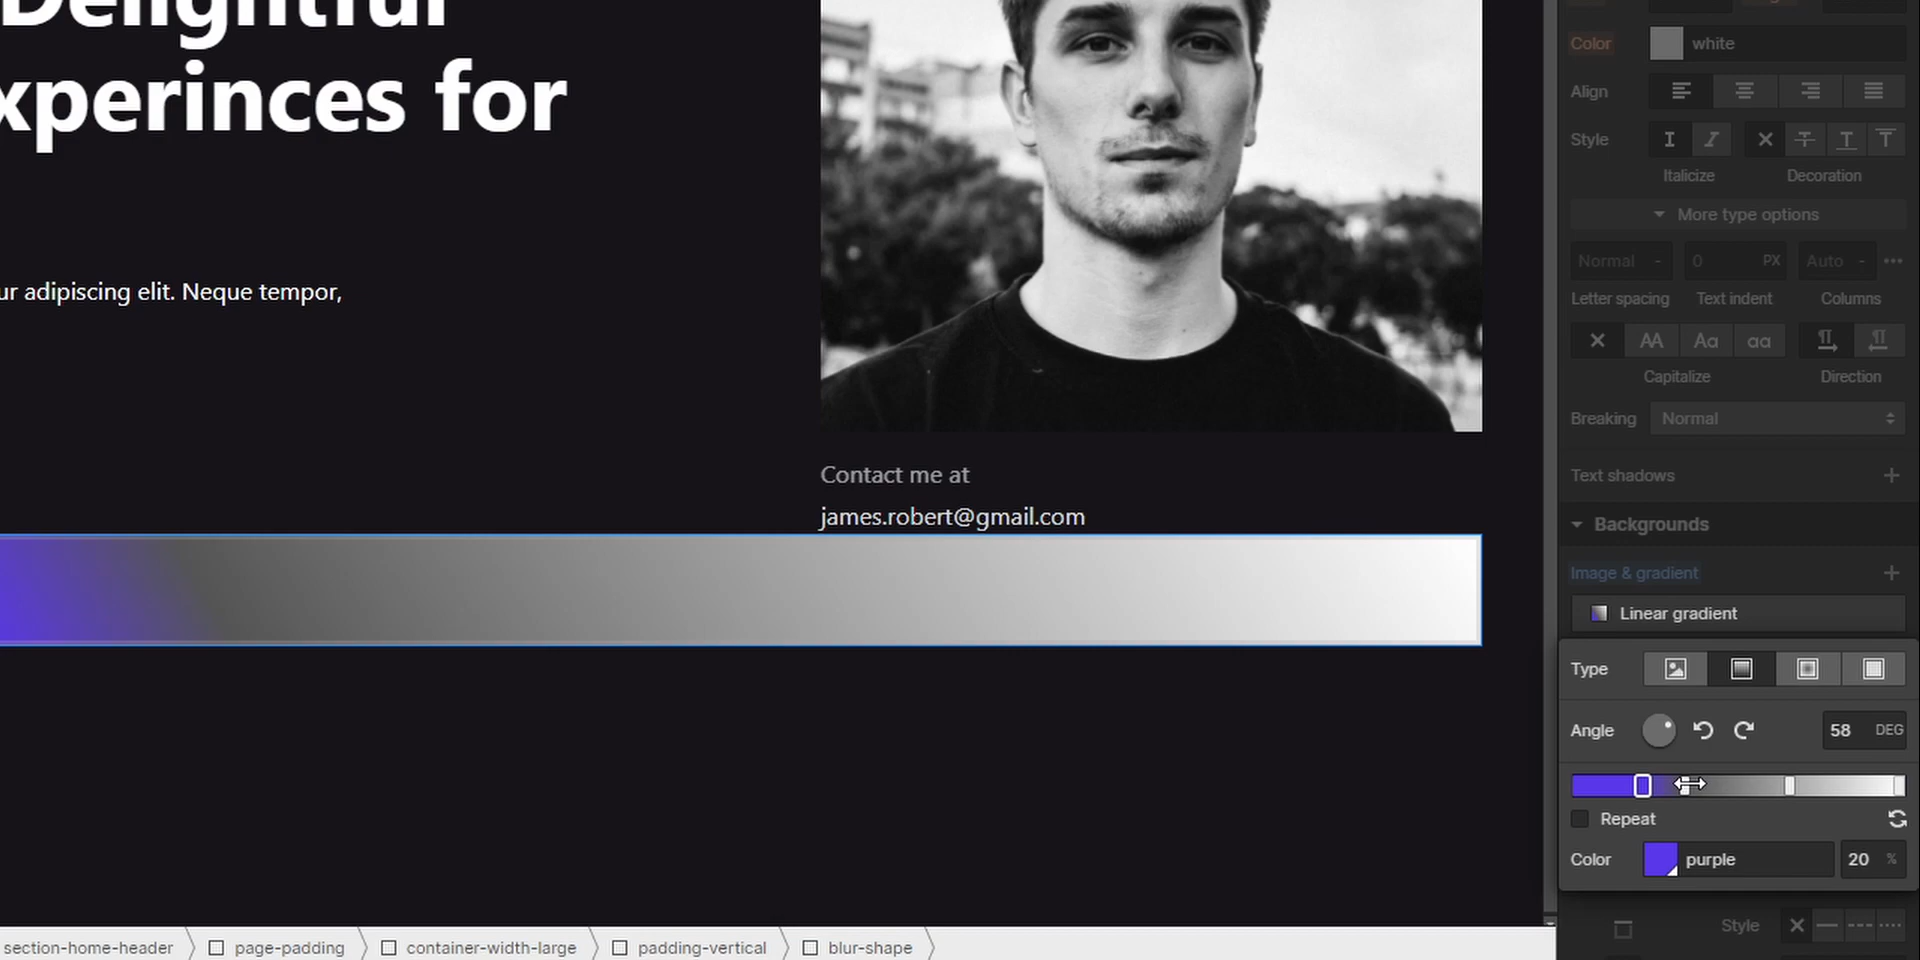 Delightful
xperinces for
ur adipiscing elit. Neque tempor,
Contact me at
james.robert@gmail.com
section-home-header
page-padding
container-width-large
padding-vertical
blur-shape
Color
white
Align
Style
Italicize
Decoration
More type options
Normal -
0 PX
Auto -
Letter spacing
Text indent
Columns
AA
Aa
aa
Capitalize
Direction
Breaking
Normal
Text shadows
Backgrounds
Image & gradient
Linear gradient
Type
Angle
58 DEG
Repeat
Color
purple
20 %
Style